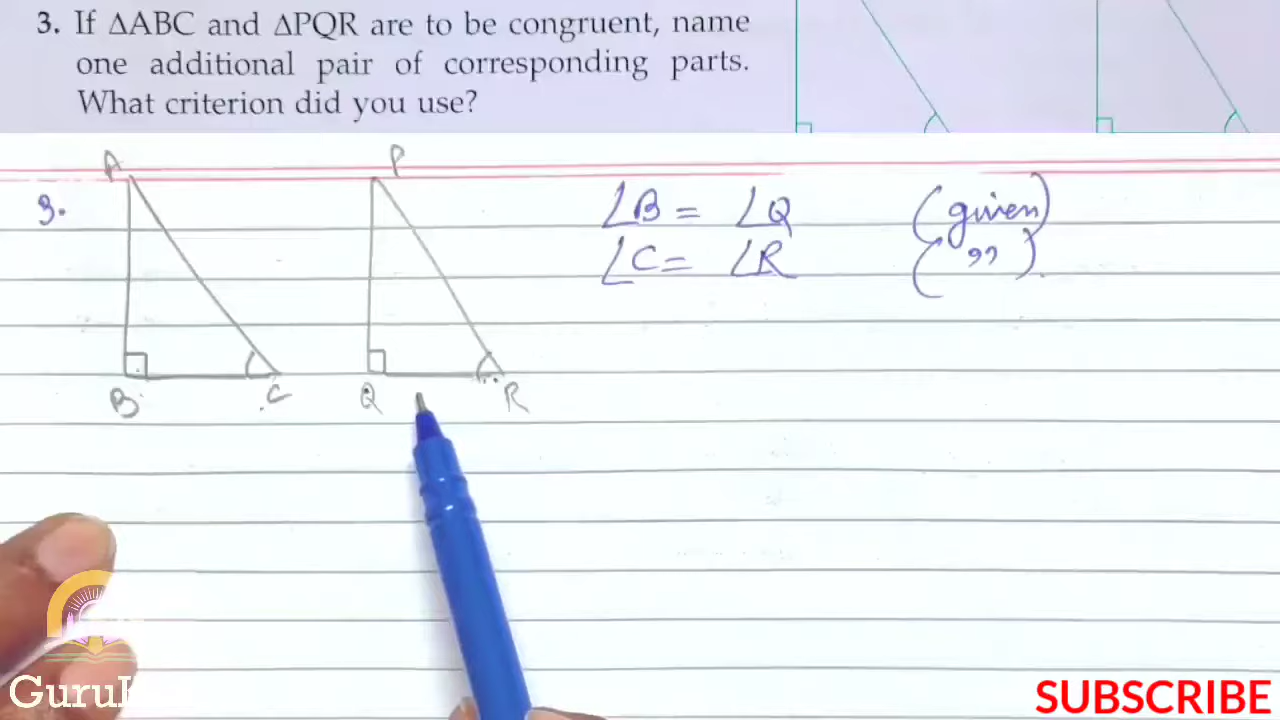 3. If ΔABC and ΔPQR are to be congruent, name
one additional pair of corresponding parts.
What criterion did you use?
A P
3. ∠B = ∠Q (given)
∠C = ∠R ( ,, )
B C Q R
SUBSCRIBE